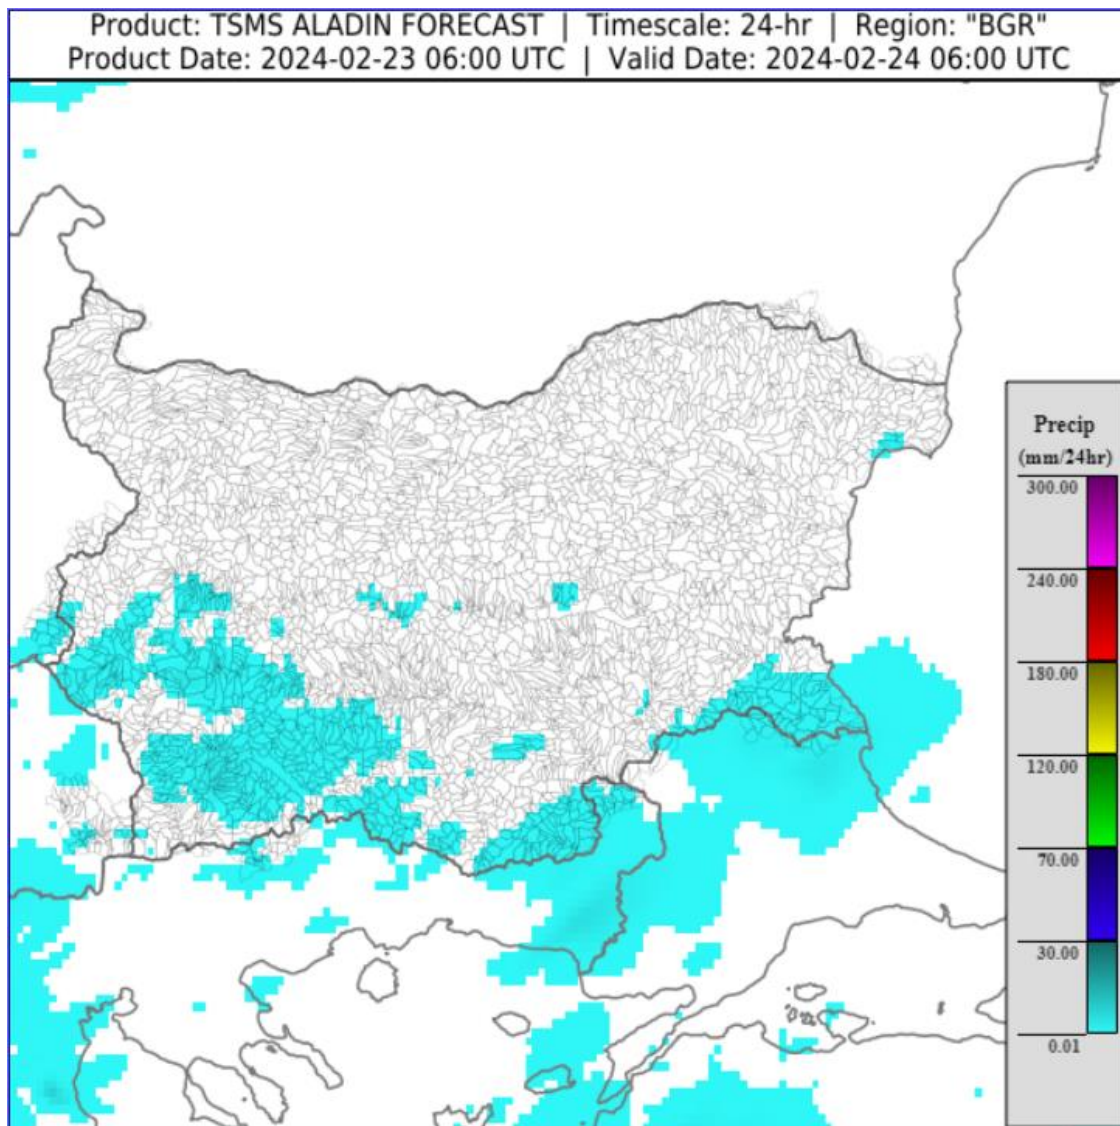 Product: TSMS ALADIN FORECAST | Timescale: 24-hr | Region: "BGR"
Product Date: 2024-02-23 06:00 UTC | Valid Date: 2024-02-24 06:00 UTC
Precip
(mm/24hr)
300.00
240.00
180.00
120.00
70.00
30.00
0.01